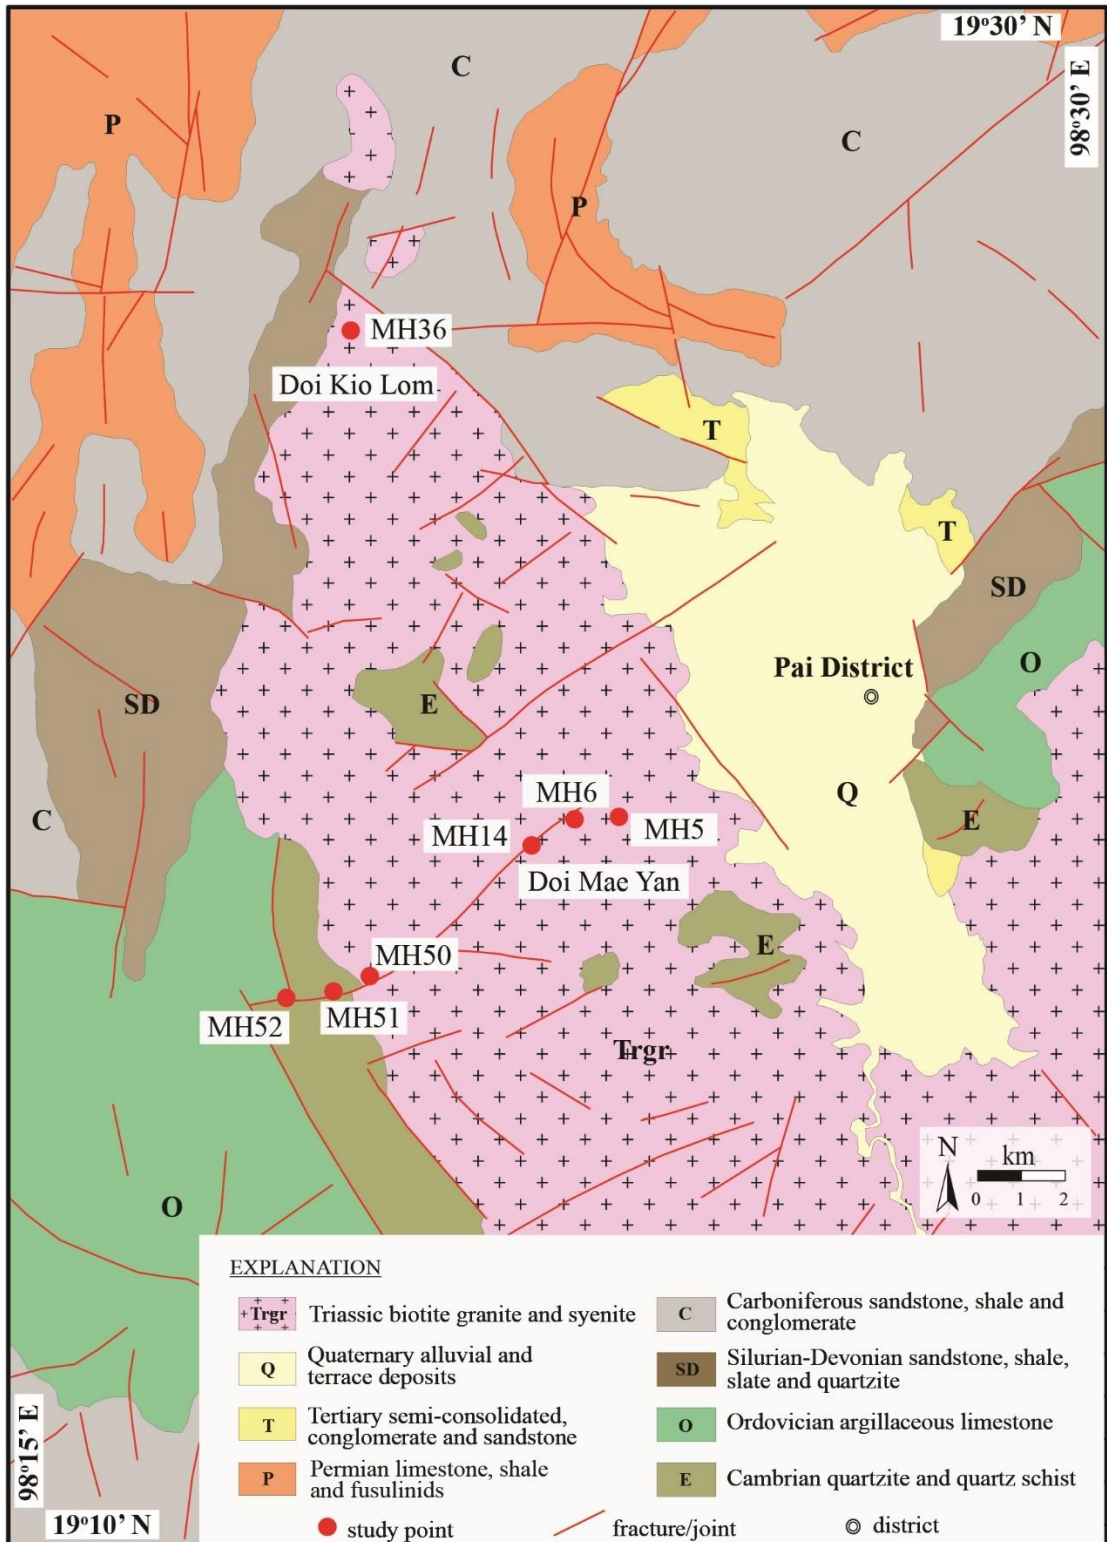 19°30' N
98°30' E
C
C
P
P
MH36
Doi Kio Lom
T
T
SD
O
Pai District
E
SD
MH6
MH5
MH14
Q
E
C
Doi Mae Yan
E
MH50
MH51
MH52
Trgr
N
km
0 1 2
O
EXPLANATION
Trgr Triassic biotite granite and syenite
Q Quaternary alluvial and
terrace deposits
T Tertiary semi-consolidated,
conglomerate and sandstone
P Permian limestone, shale
and fusulinids
C Carboniferous sandstone, shale and
conglomerate
SD Silurian-Devonian sandstone, shale,
slate and quartzite
O Ordovician argillaceous limestone
E Cambrian quartzite and quartz schist
study point
fracture/joint
district
98°15' E
19°10' N